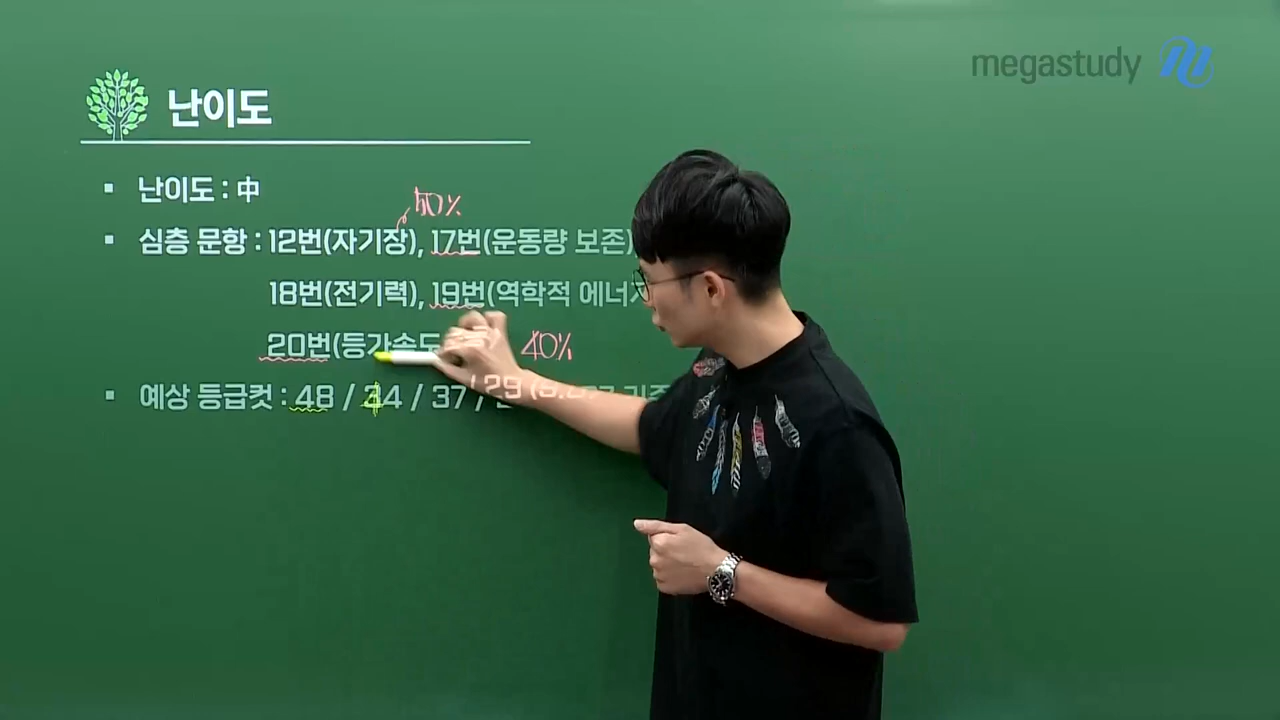 megastudy
난이도
▪ 난이도 : 中
50%
▪ 심층 문항 : 12번(자기장), 17번(운동량 보존)
18번(전기력), 19번(역학적
20번(등가속도 40%
▪ 예상 등급컷 : 48 / 44 / 37 / 29